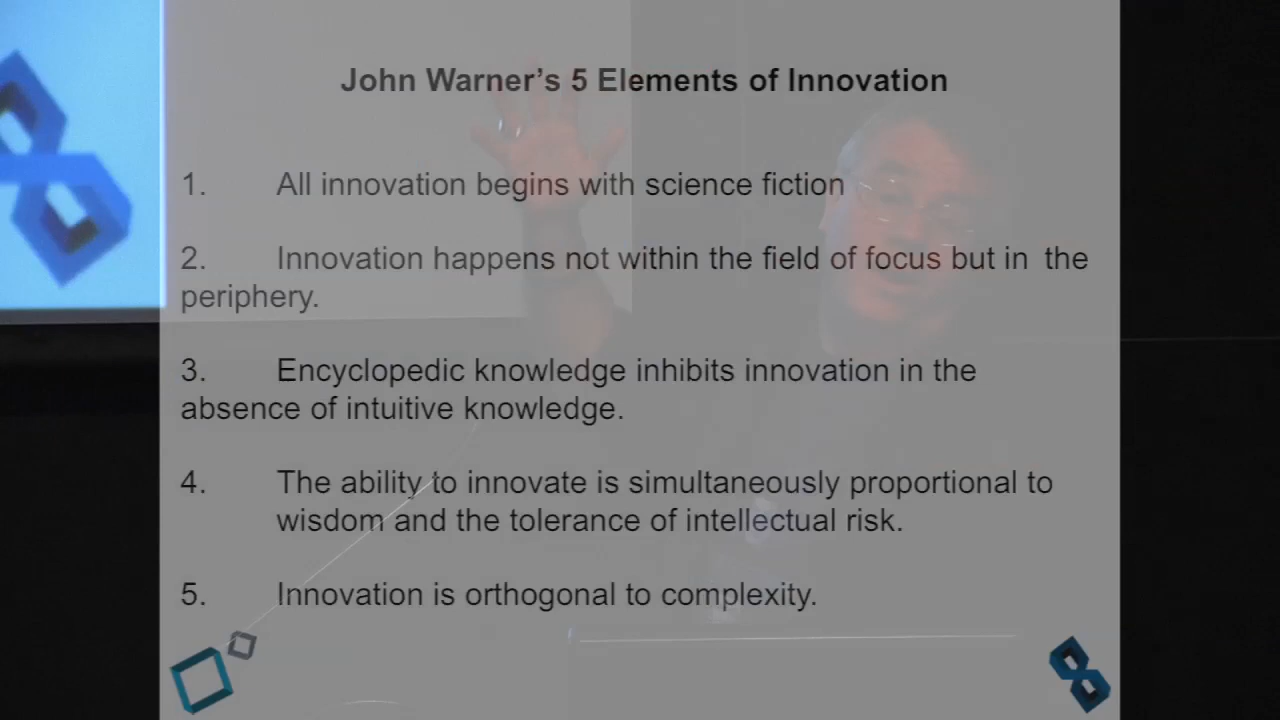 John Warner’s 5 Elements of Innovation
1. All innovation begins with science fiction
2. Innovation happens not within the field of focus but in the
periphery.
3. Encyclopedic knowledge inhibits innovation in the
absence of intuitive knowledge.
4. The ability to innovate is simultaneously proportional to
wisdom and the tolerance of intellectual risk.
5. Innovation is orthogonal to complexity.